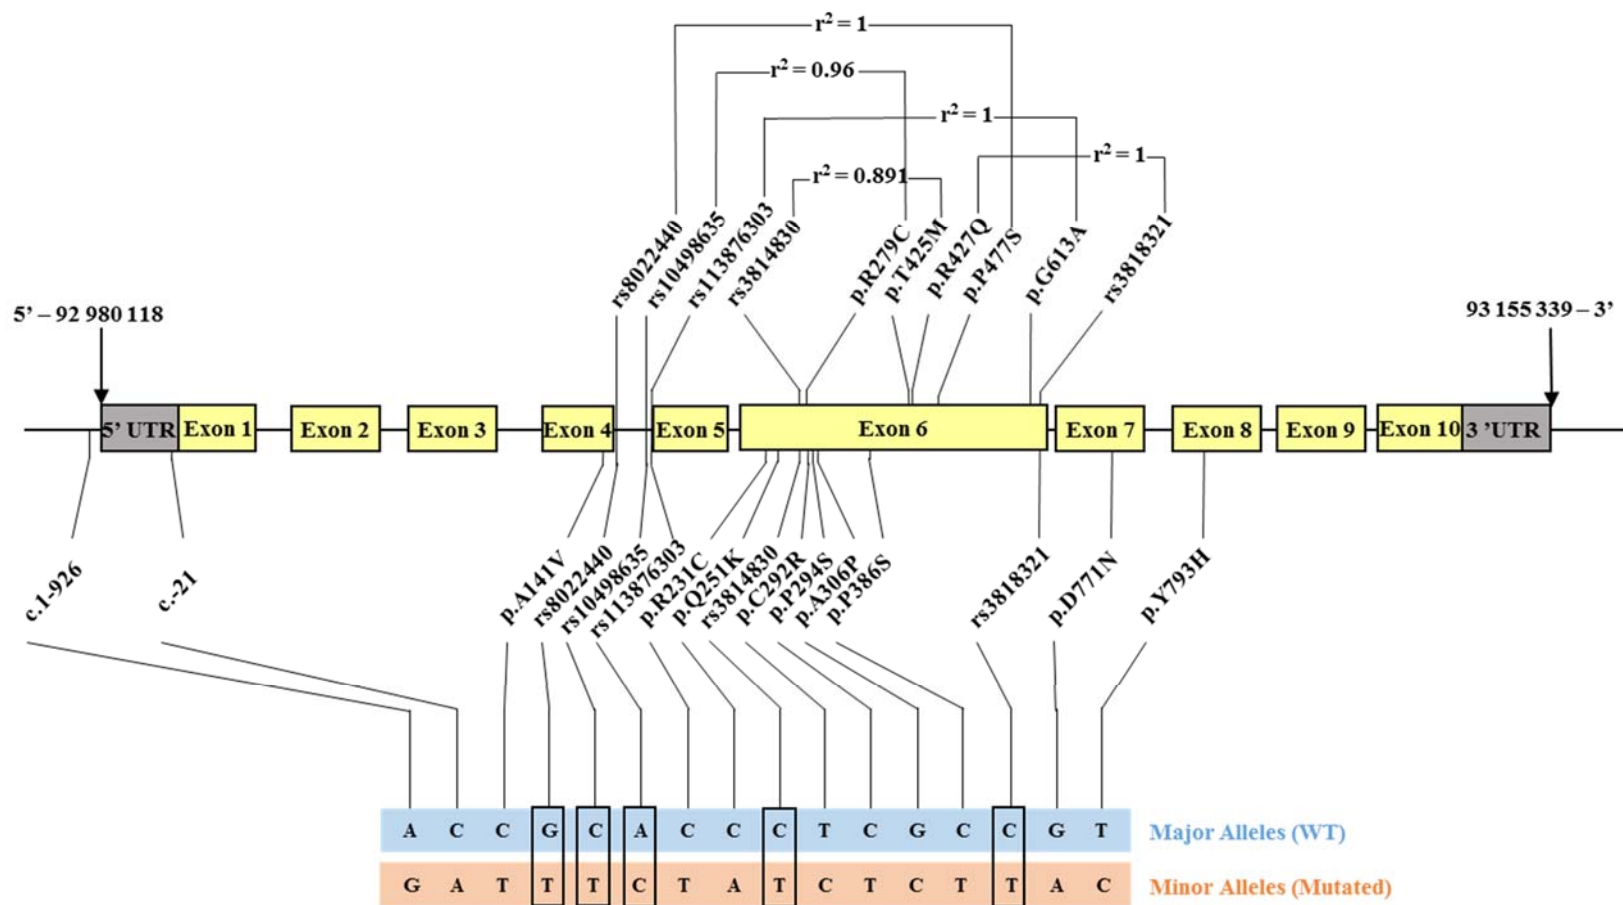 r² = 1
r² = 0.96
r² = 1
r² = 1
r² = 0.891
rs8022440
rs10498635
rs113876303
rs3814830
p.R279C
p.T425M
p.R427Q
p.P477S
p.G613A
rs3818321
5’ – 92 980 118
93 155 339 – 3’
5’ UTR
Exon 1
Exon 2
Exon 3
Exon 4
Exon 5
Exon 6
Exon 7
Exon 8
Exon 9
Exon 10
3 ’UTR
c.1-926
c.-21
p.A141V
rs8022440
rs10498635
rs113876303
p.R231C
p.Q251K
rs3814830
p.C292R
p.P294S
p.A306P
p.P386S
rs3818321
p.D771N
p.Y793H
A C C G C A C C C T C G C C G T
Major Alleles (WT)
G A T T T C T A T C T C T T A C
Minor Alleles (Mutated)